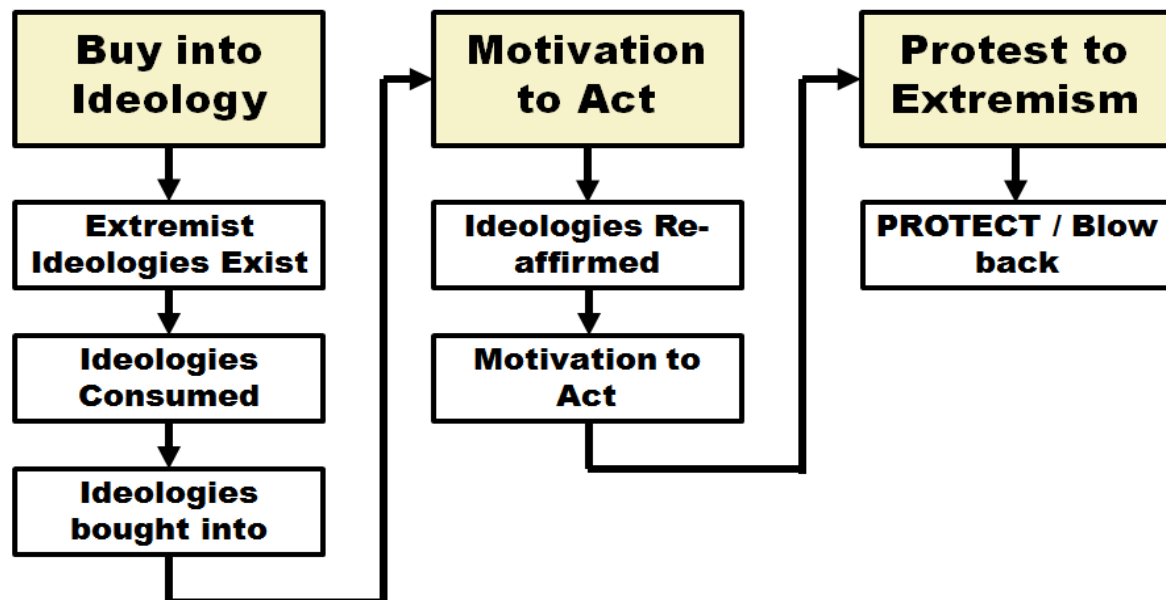 Buy into
Ideology
Extremist
Ideologies Exist
Ideologies
Consumed
Ideologies
bought into
Motivation
to Act
Ideologies Re-
affirmed
Motivation to
Act
Protest to
Extremism
PROTECT / Blow
back